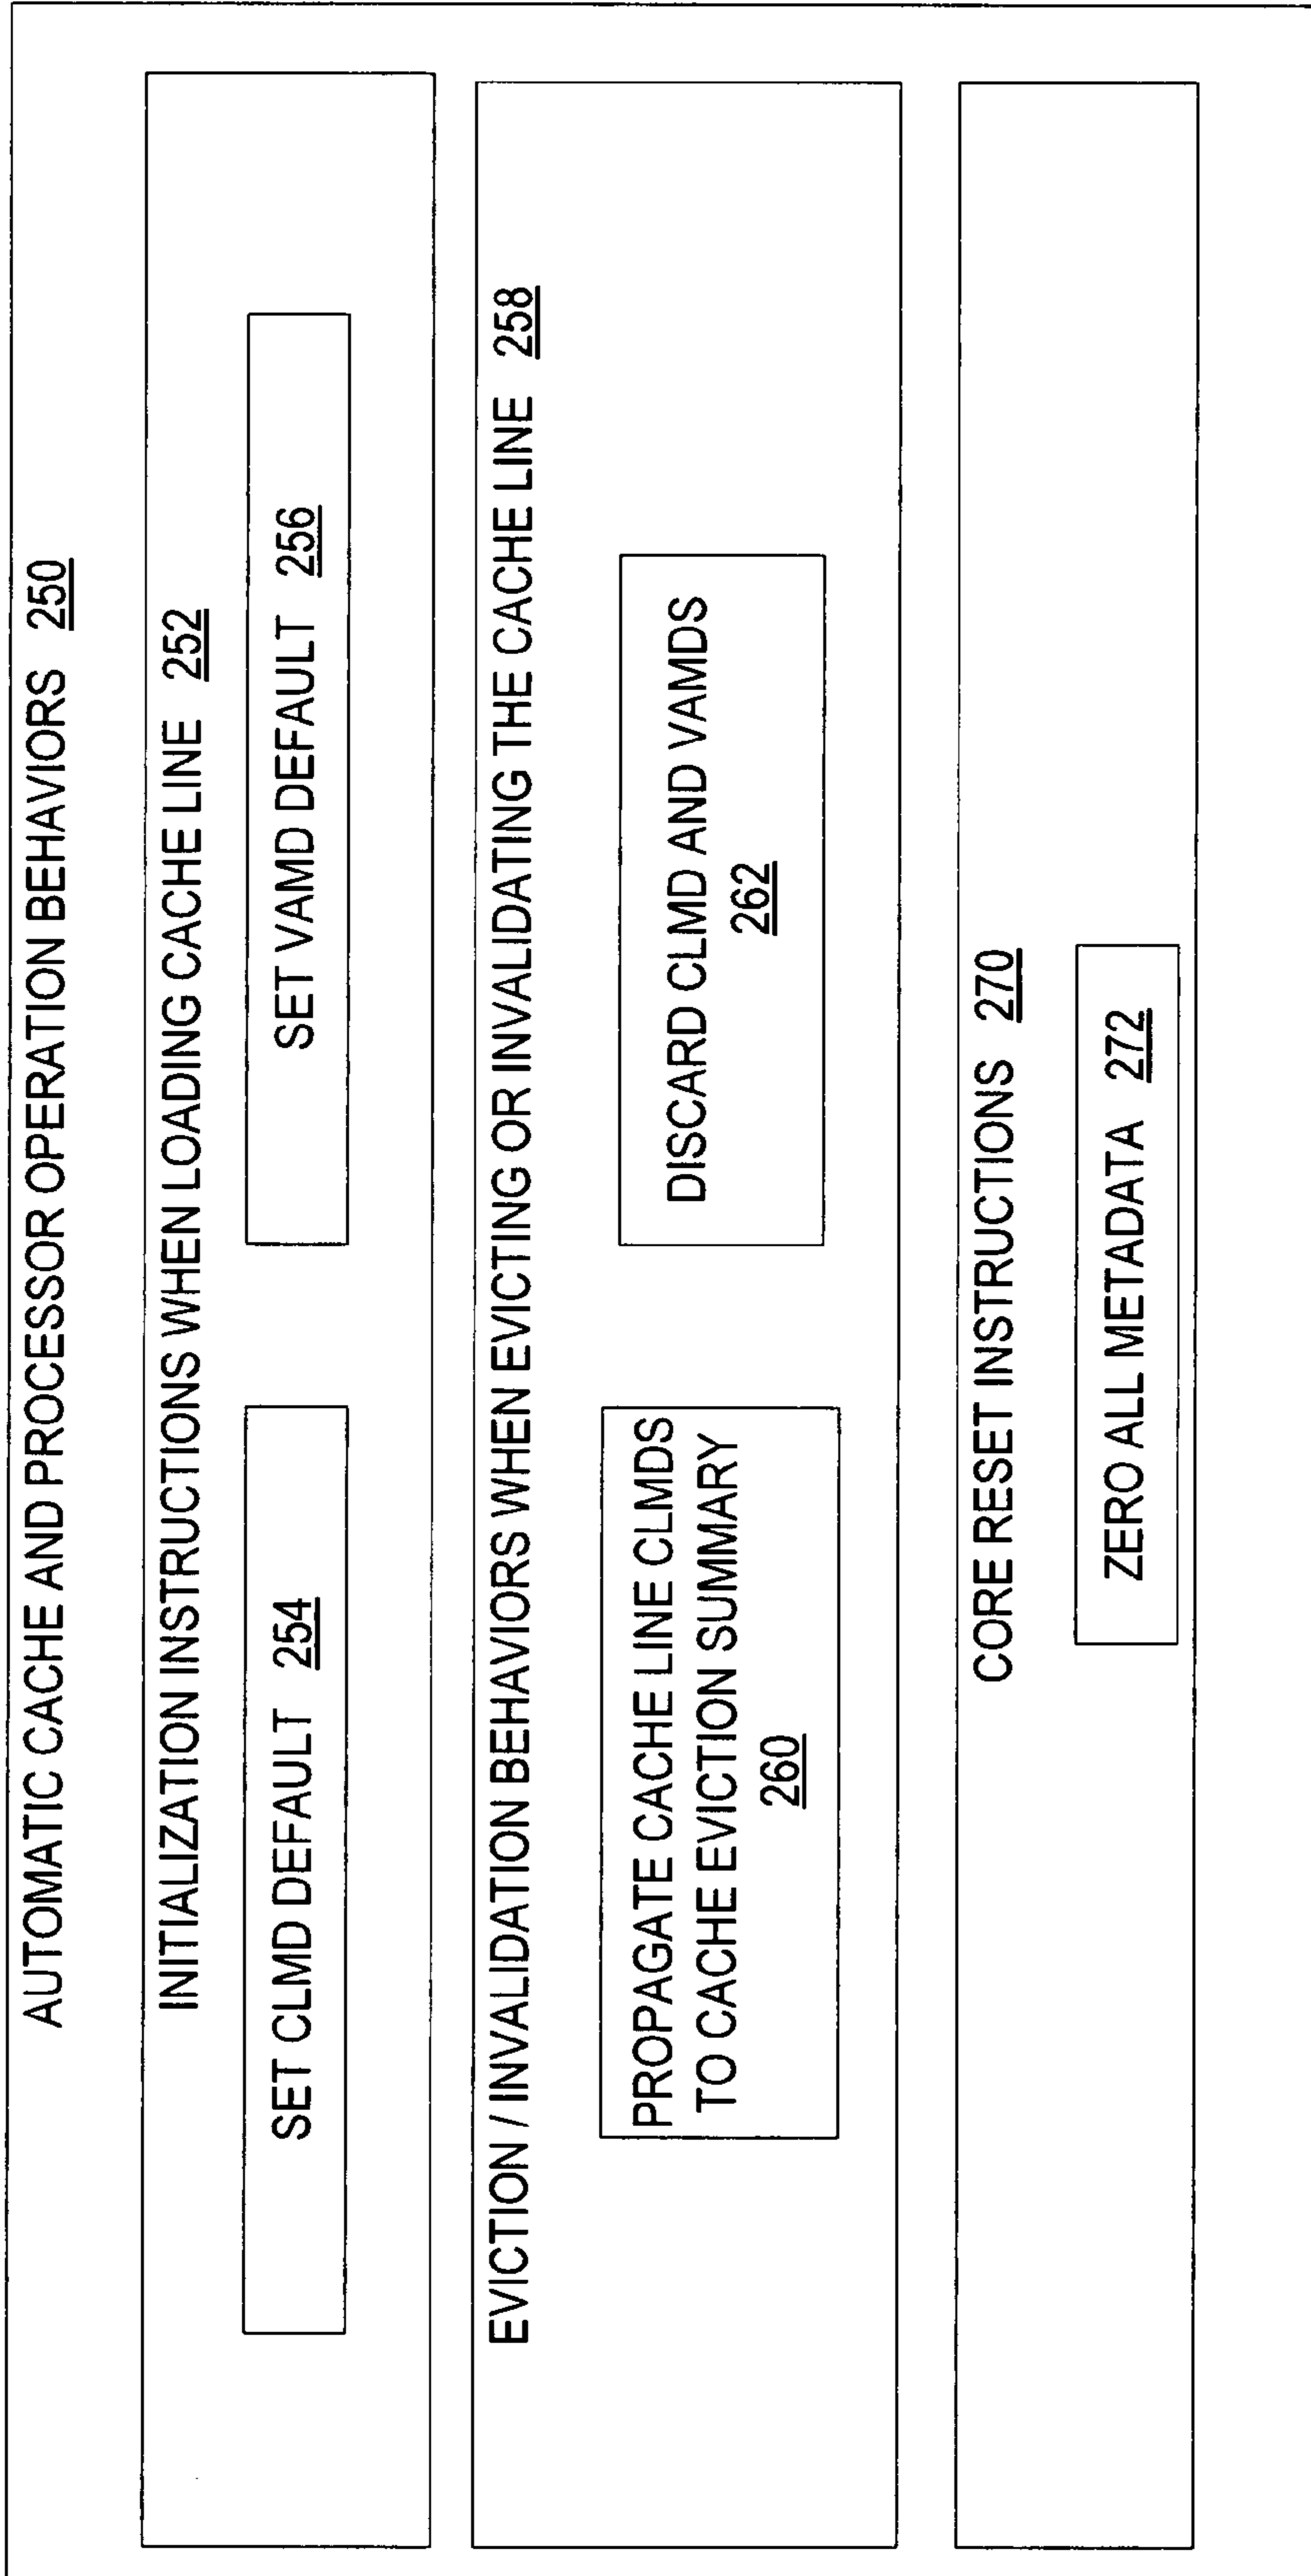 AUTOMATIC CACHE AND PROCESSOR OPERATION BEHAVIORS 250
INITIALIZATION INSTRUCTIONS WHEN LOADING CACHE LINE 252
SET CLMD DEFAULT 254
SET VAMD DEFAULT 256
EVICTION / INVALIDATION BEHAVIORS WHEN EVICTING OR INVALIDATING THE CACHE LINE 258
PROPAGATE CACHE LINE CLMDS
TO CACHE EVICTION SUMMARY
260
DISCARD CLMD AND VAMDS
262
CORE RESET INSTRUCTIONS 270
ZERO ALL METADATA 272